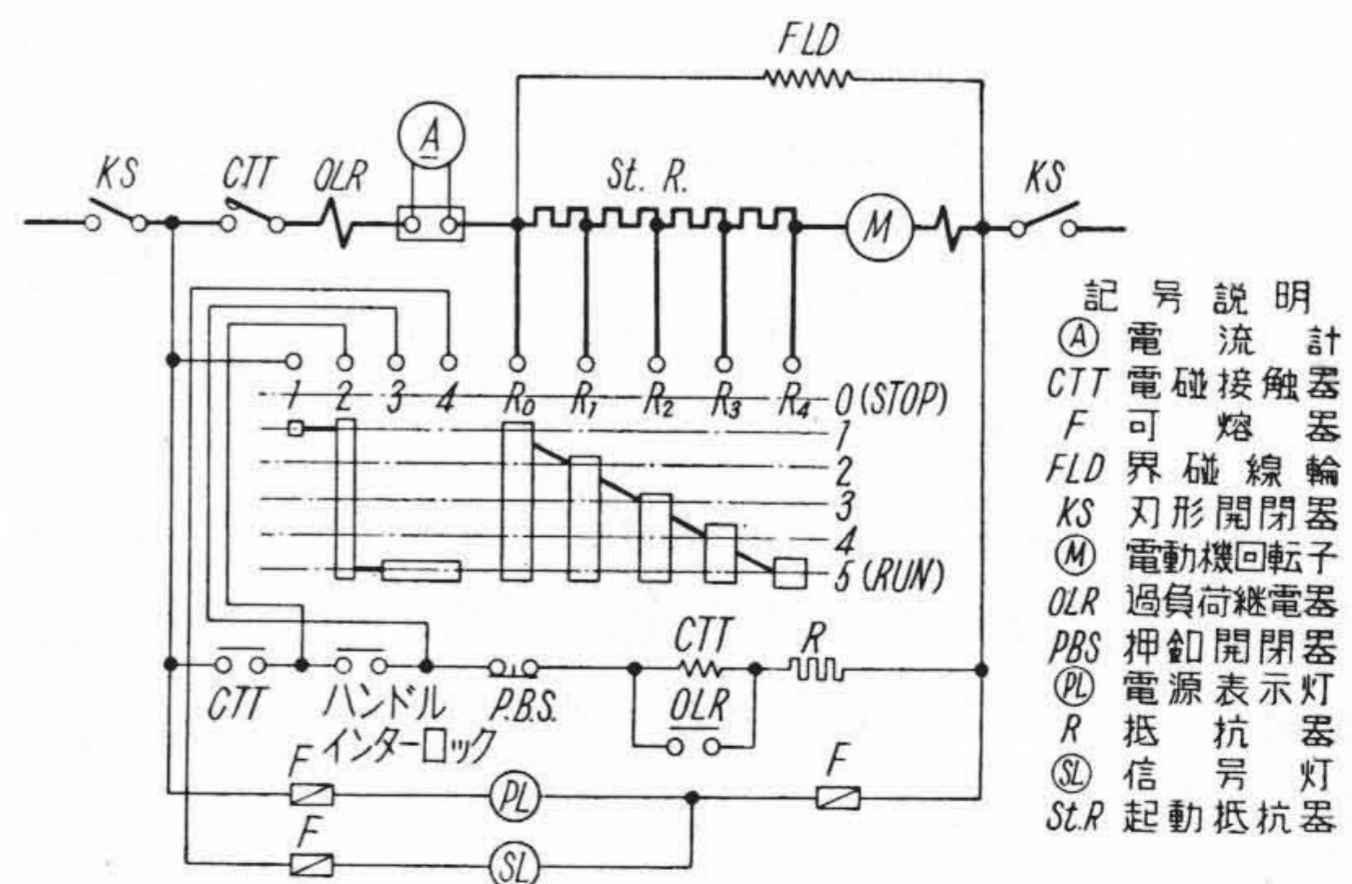 FLD
A
KS
CTT
OLR
St. R.
M
KS
1 2 3 4 R₀ R₁ R₂ R₃ R₄ 0 (STOP)
1
2
3
4
5 (RUN)
CTT
ハンドル
インターロック
P.B.S.
CTT
OLR
R
F
PL
F
F
SL
記号説明
Ⓐ 電流計
CTT 電磁接触器
F 可熔器
FLD 界磁線輪
KS 刃形開閉器
Ⓜ 電動機回転子
OLR 過負荷継電器
PBS 押釦開閉器
PL 電源表示灯
R 抵抗器
SL 信号灯
St.R 起動抵抗器